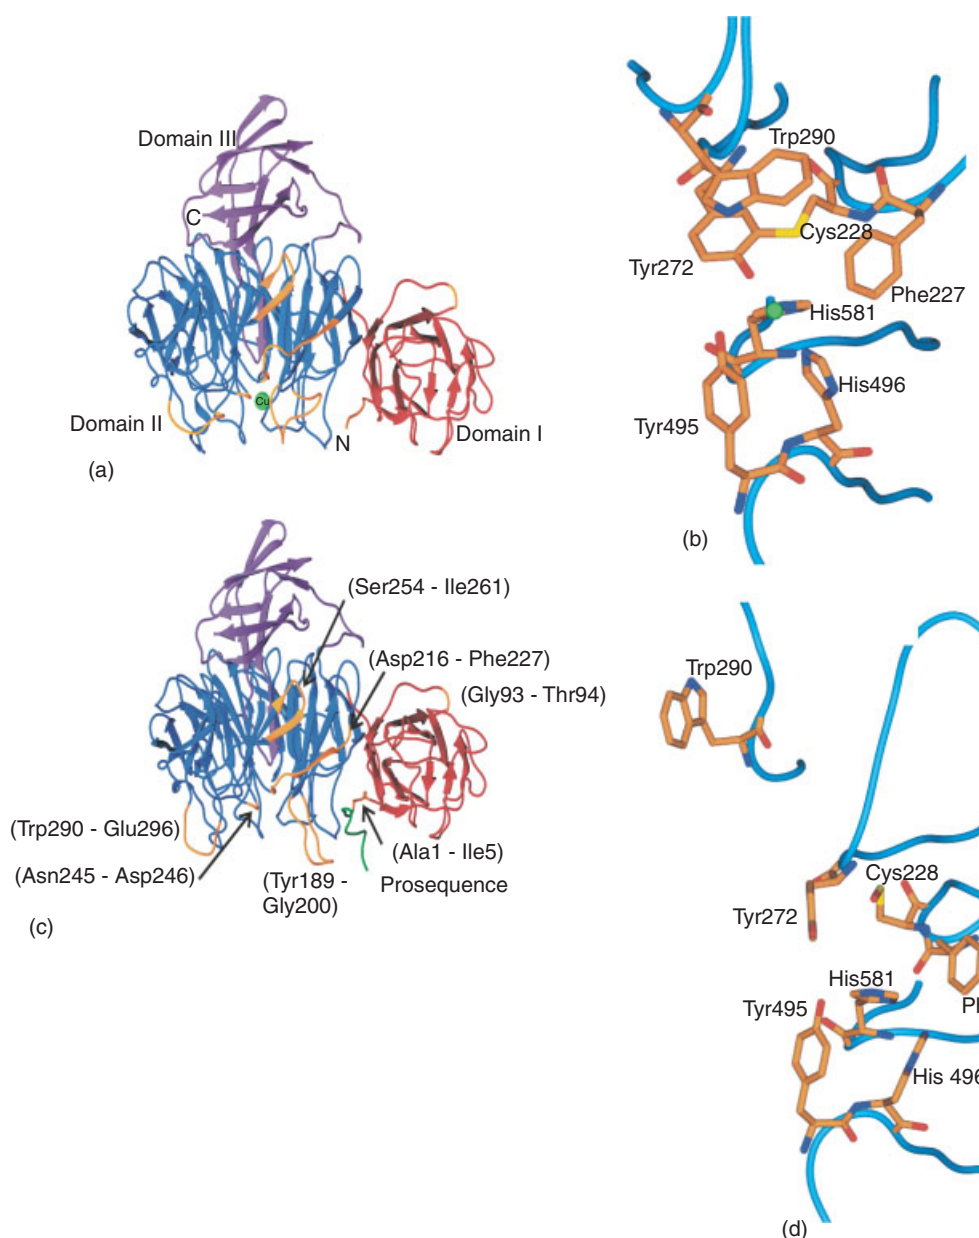 Domain III
C
Cu
Domain II
N
Domain I
(a)
Trp290
Cys228
Tyr272
Phe227
His581
His496
Tyr495
(b)
(Ser254 - Ile261)
(Asp216 - Phe227)
(Gly93 - Thr94)
(Trp290 - Glu296)
(Asn245 - Asp246)
(Ala1 - Ile5)
(Tyr189 -
Gly200)
Prosequence
(c)
Trp290
Cys228
Tyr272
His581
Tyr495
Pl
His 496
(d)